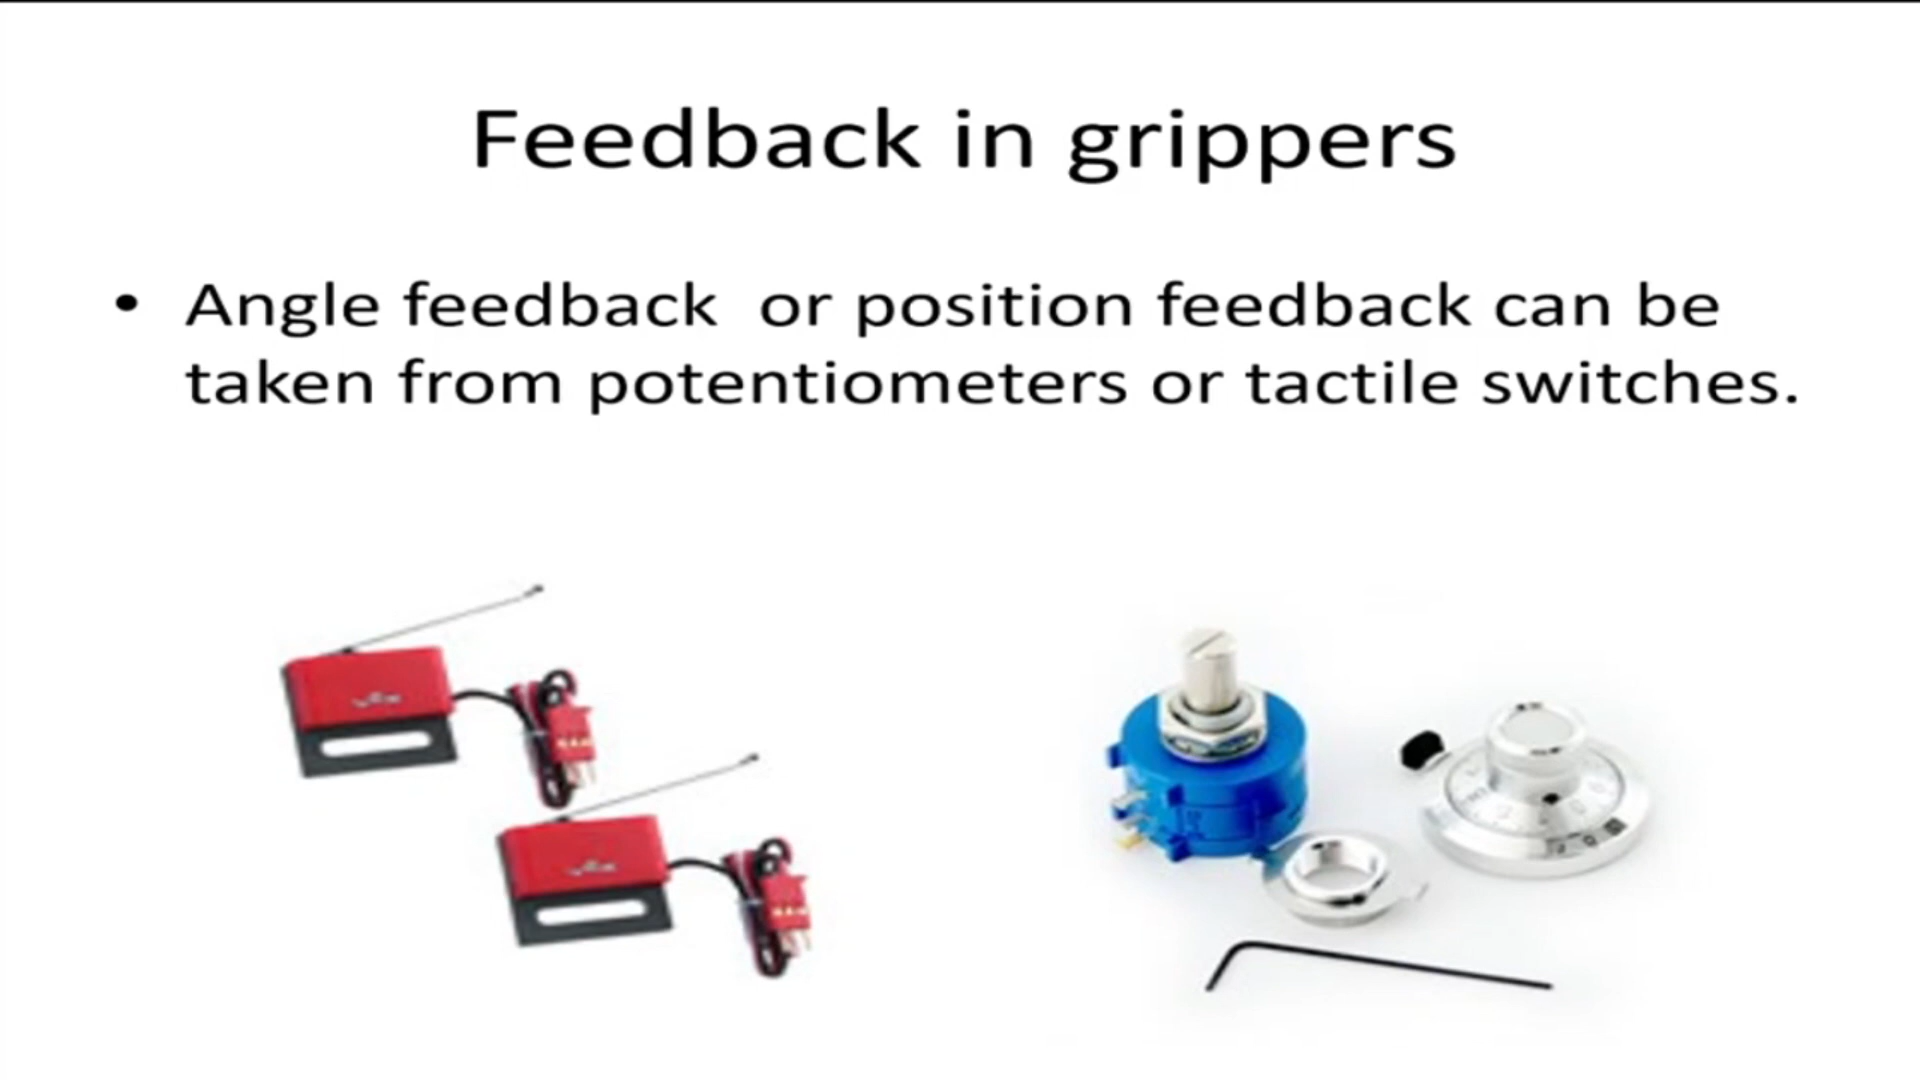 Feedback in grippers
• Angle feedback  or position feedback can be
taken from potentiometers or tactile switches.